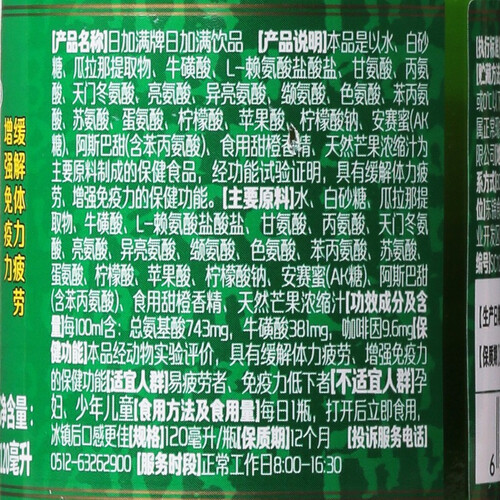 [产品名称]日加满牌日加满饮品 [产品说明]本品是以水、白砂
糖、瓜拉那提取物、牛磺酸、L-赖氨酸盐酸盐、甘氨酸、丙氨
酸、天门冬氨酸、亮氨酸、异亮氨酸、缬氨酸、色氨酸、苯丙氨
酸、苏氨酸、蛋氨酸、柠檬酸、苹果酸、柠檬酸钠、安赛蜜(AK
糖)、阿斯巴甜(含苯丙氨酸)、食用甜橙香精、天然芒果浓缩汁为
主要原料制成的保健食品，经功能试验证明，具有缓解体力疲
劳、增强免疫力的保健功能。[主要原料]水、白砂糖、瓜拉那提
取物、牛磺酸、L-赖氨酸盐酸盐、甘氨酸、丙氨酸、天门冬氨
酸、亮氨酸、异亮氨酸、缬氨酸、色氨酸、苯丙氨酸、苏氨酸、
蛋氨酸、柠檬酸、苹果酸、柠檬酸钠、安赛蜜(AK糖)、阿斯巴甜
(含苯丙氨酸)、食用甜橙香精、天然芒果浓缩汁[功效成分及含
量]每100ml含：总氨基酸743mg、牛磺酸381mg、咖啡因9.6mg[保
健功能]本品经动物实验评价，具有缓解体力疲劳、增强免疫力
的保健功能[适宜人群]易疲劳者、免疫力低下者[不适宜人群]孕
妇、少年儿童[食用方法及食用量]每日1瓶，打开后立即食用，
冰镇后口感更佳[规格]120毫升/瓶[保质期]12个月 [投诉服务电话]
0512-63262900 [服务时段]正常工作日8:00-16:30
缓解体力疲劳
增强免疫力
净含量：
120毫升
[生产日
[保质期